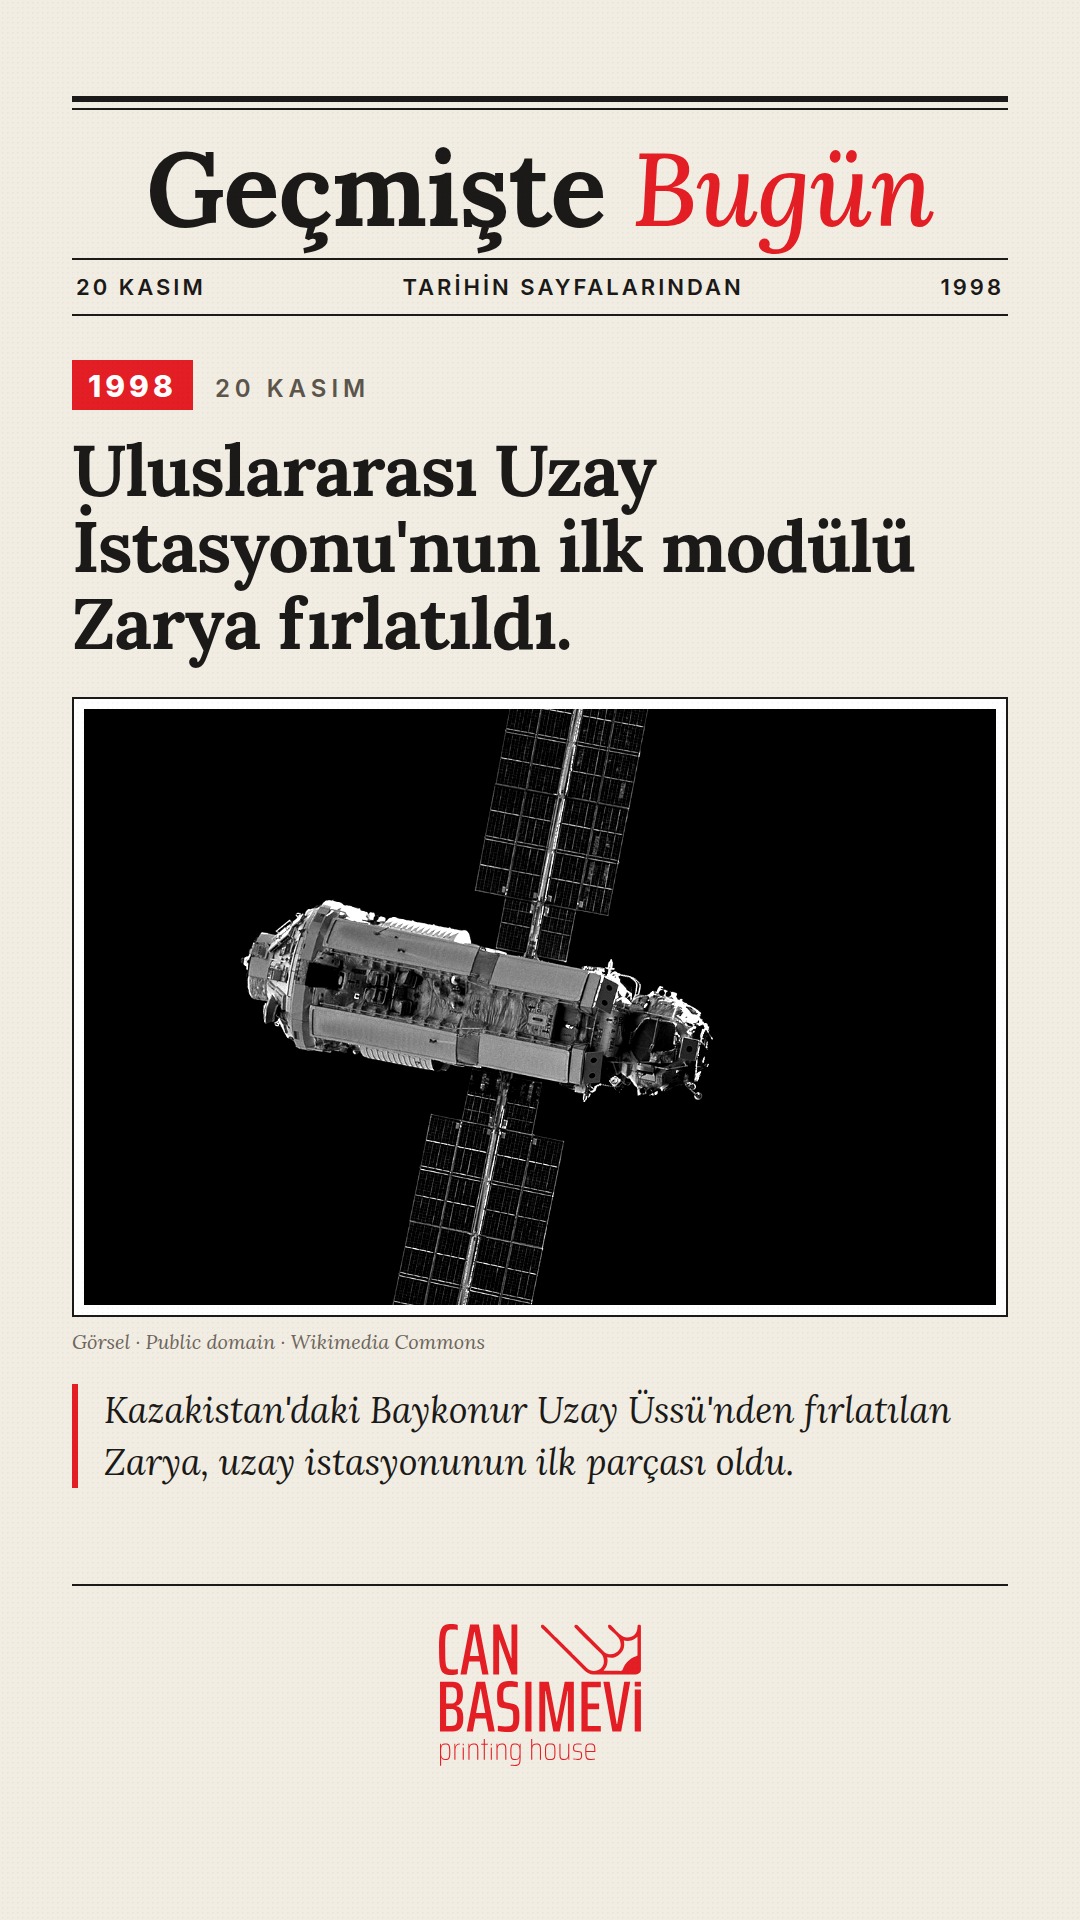 Geçmişte Bugün
20 KASIM TARİHİN SAYFALARINDAN 1998
1998 20 KASIM
Uluslararası Uzay
İstasyonu'nun ilk modülü
Zarya fırlatıldı.
Görsel · Public domain · Wikimedia Commons
Kazakistan'daki Baykonur Uzay Üssü'nden fırlatılan
Zarya, uzay istasyonunun ilk parçası oldu.
CAN
BASIMEVi
printing house